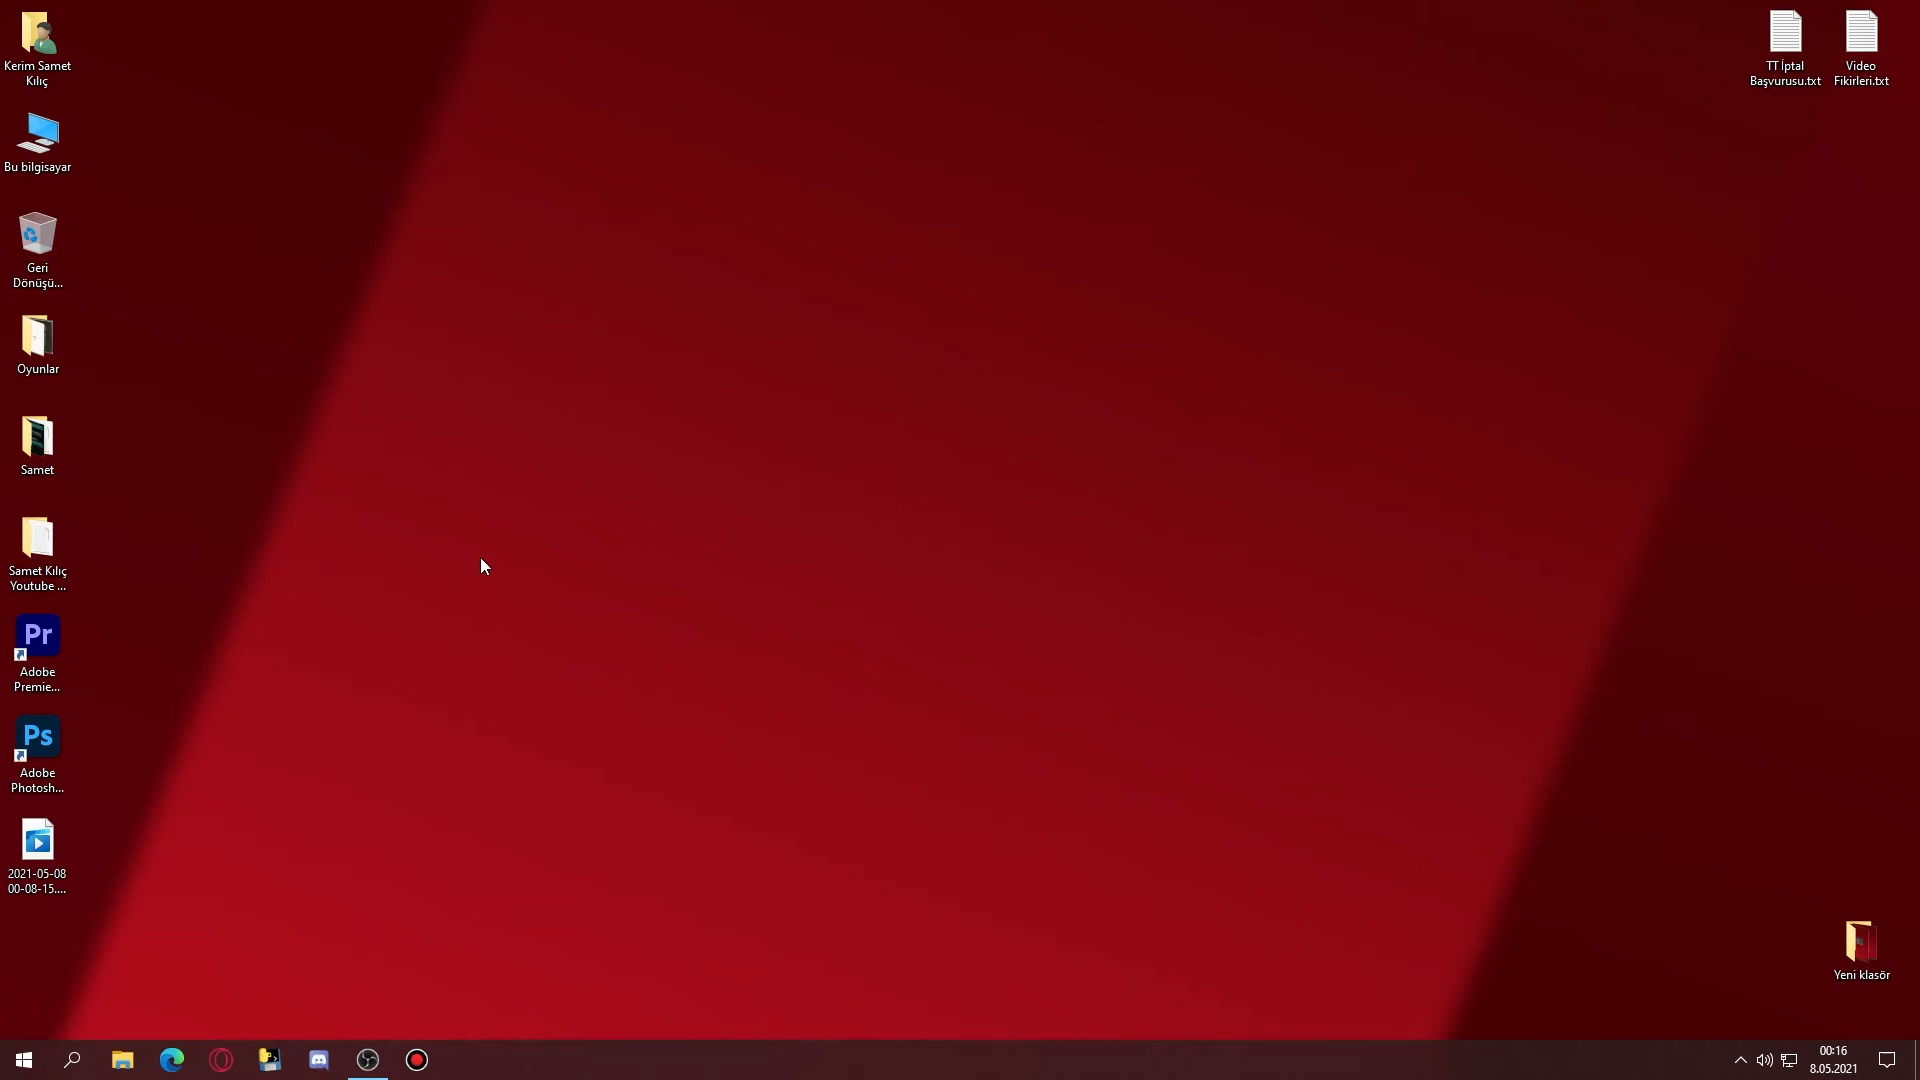 Kerim Samet
Kılıç
Bu bilgisayar
Geri
Dönüşü...
Oyunlar
Samet
Samet Kılıç
Youtube ...
Pr
Adobe
Premie...
Ps
Adobe
Photosh...
2021-05-08
00-08-15....
TT İptal
Başvurusu.txt
Video
Fikirleri.txt
Yeni klasör
00:16
8.05.2021